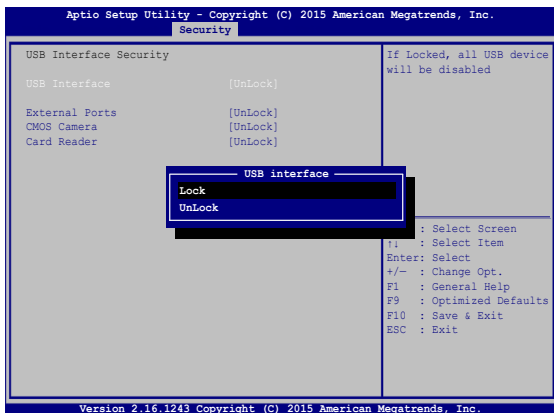 Aptio Setup Utility - Copyright (C) 2015 American Megatrends, Inc.
Security
USB Interface Security
USB Interface [UnLock]
External Ports [UnLock]
CMOS Camera [UnLock]
Card Reader [UnLock]
USB interface
Lock
UnLock
If Locked, all USB device
will be disabled
: Select Screen
↑↓ : Select Item
Enter: Select
+/— : Change Opt.
F1 : General Help
F9 : Optimized Defaults
F10 : Save & Exit
ESC : Exit
Version 2.16.1243 Copyright (C) 2015 American Megatrends, Inc.